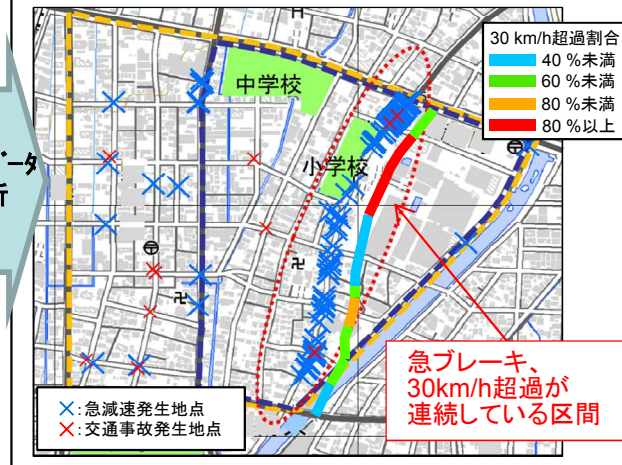 ータ
30 km/h超過割合
40 %未満
60 %未満
80 %未満
80 %以上
中学校
小学校
急ブレーキ、
30km/h超過が
連続している区間
×:急減速発生地点
×:交通事故発生地点